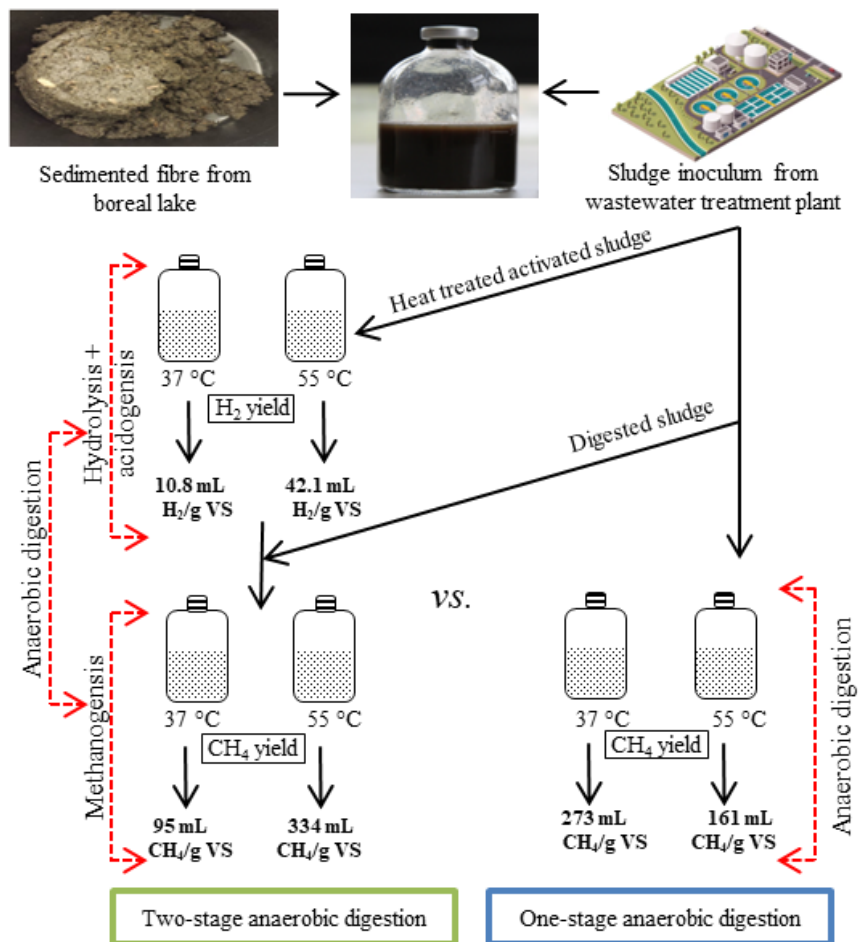 Sedimented fibre from
boreal lake
Sludge inoculum from
wastewater treatment plant
Heat treated activated sludge
Digested sludge
Anaerobic digestion
Hydrolysis +
acidogensis
37 °C
55 °C
H₂ yield
10.8 mL
H₂/g VS
42.1 mL
H₂/g VS
vs.
Methanogensis
37 °C
55 °C
CH₄ yield
95 mL
CH₄/g VS
334 mL
CH₄/g VS
37 °C
55 °C
CH₄ yield
273 mL
CH₄/g VS
161 mL
CH₄/g VS
Anaerobic digestion
Two-stage anaerobic digestion
One-stage anaerobic digestion